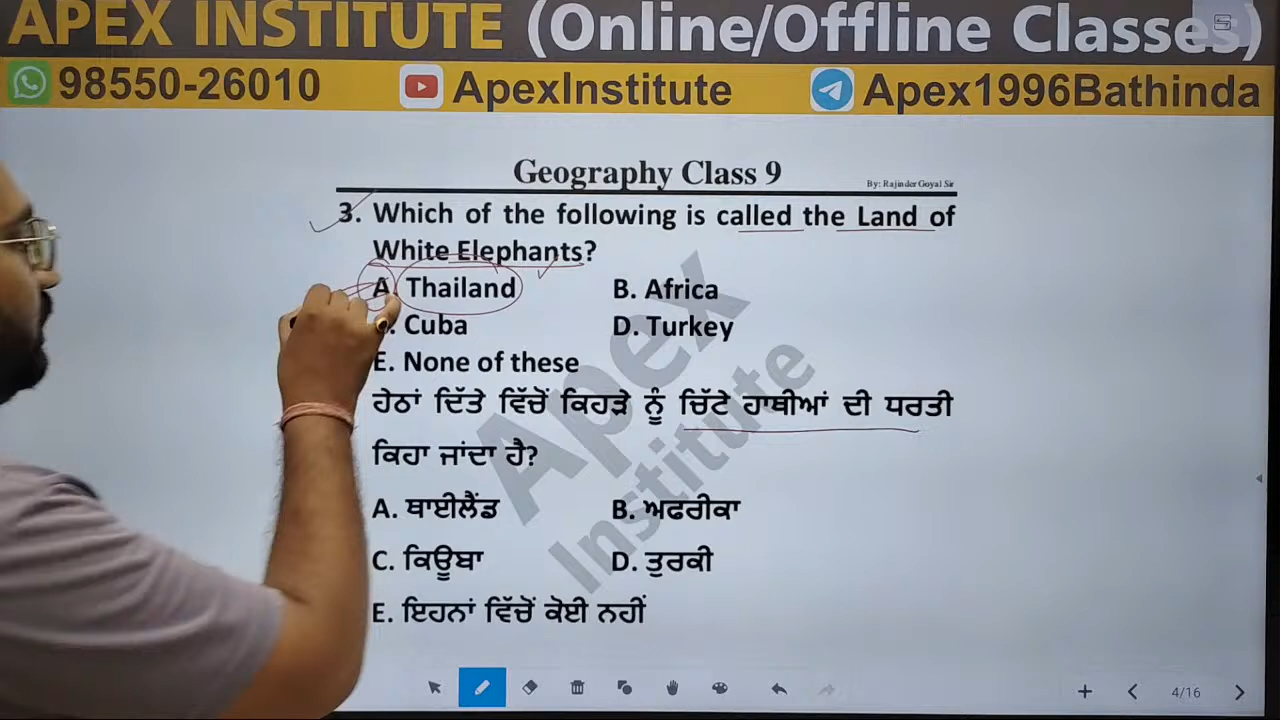 APEX INSTITUTE (Online/Offline Classes)
98550-26010 ApexInstitute Apex1996Bathinda
Geography Class 9
By: Rajinder Goyal Sir
3. Which of the following is called the Land of
White Elephants?
A. Thailand B. Africa
. Cuba D. Turkey
E. None of these
ਹੇਠਾਂ ਦਿੱਤੇ ਵਿੱਚੋਂ ਕਿਹੜੇ ਨੂੰ ਚਿੱਟੇ ਹਾਥੀਆਂ ਦੀ ਧਰਤੀ
ਕਿਹਾ ਜਾਂਦਾ ਹੈ?
A. ਥਾਈਲੈਂਡ B. ਅਫਰੀਕਾ
C. ਕਿਊਬਾ D. ਤੁਰਕੀ
E. ਇਹਨਾਂ ਵਿੱਚੋਂ ਕੋਈ ਨਹੀਂ
Apex
Institute
4/16